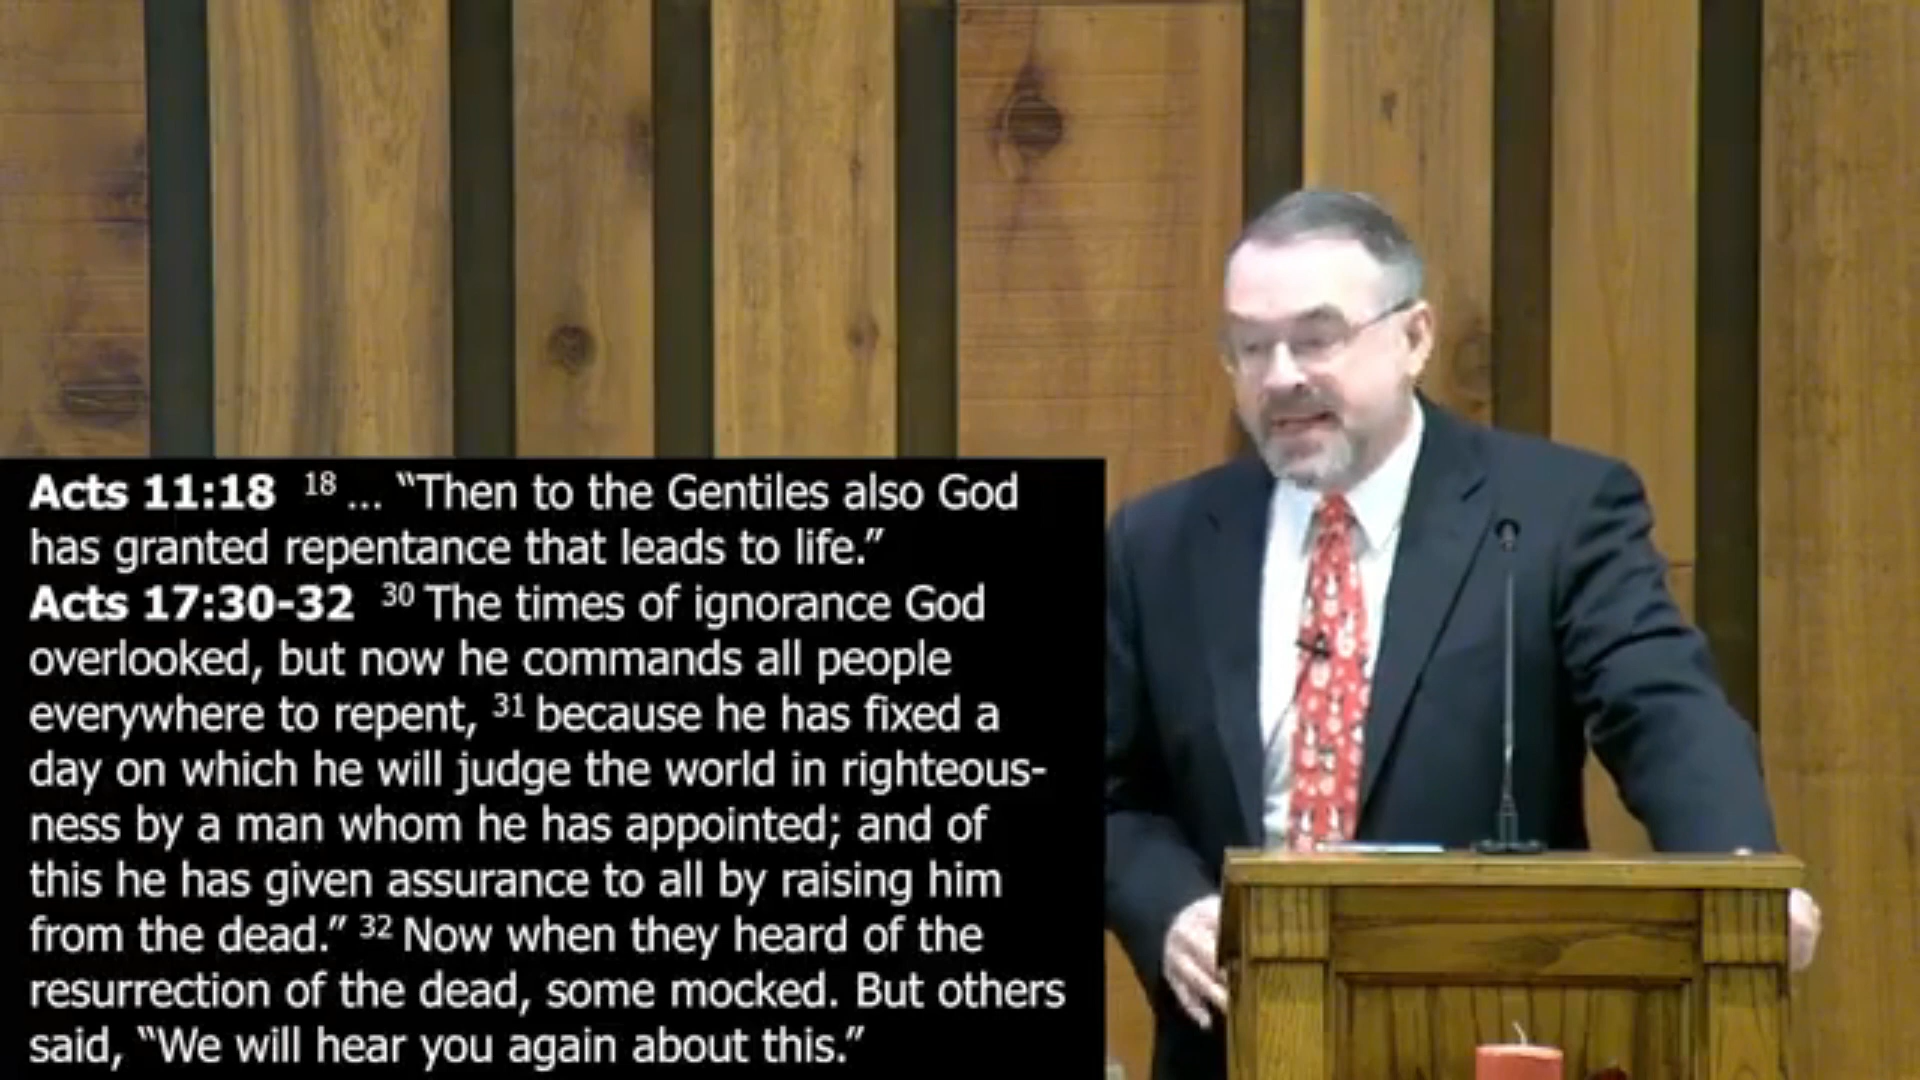 Acts 11:18 18 ... “Then to the Gentiles also God
has granted repentance that leads to life.”
Acts 17:30-32 30 The times of ignorance God
overlooked, but now he commands all people
everywhere to repent, 31 because he has fixed a
day on which he will judge the world in righteous-
ness by a man whom he has appointed; and of
this he has given assurance to all by raising him
from the dead.” 32 Now when they heard of the
resurrection of the dead, some mocked. But others
said, “We will hear you again about this.”